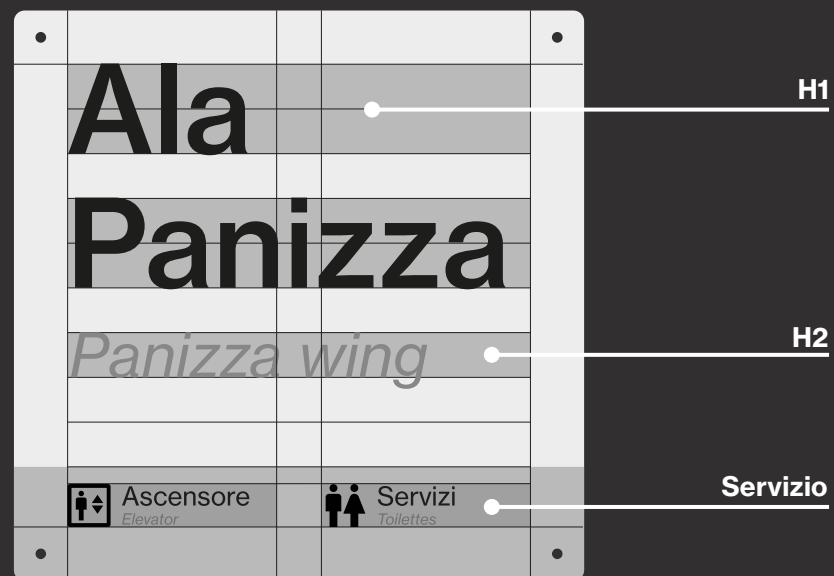 Ala
H1
Panizza
Panizza wing
H2
Servizio
Ascensore
Servizi
Elevator
Toilettes